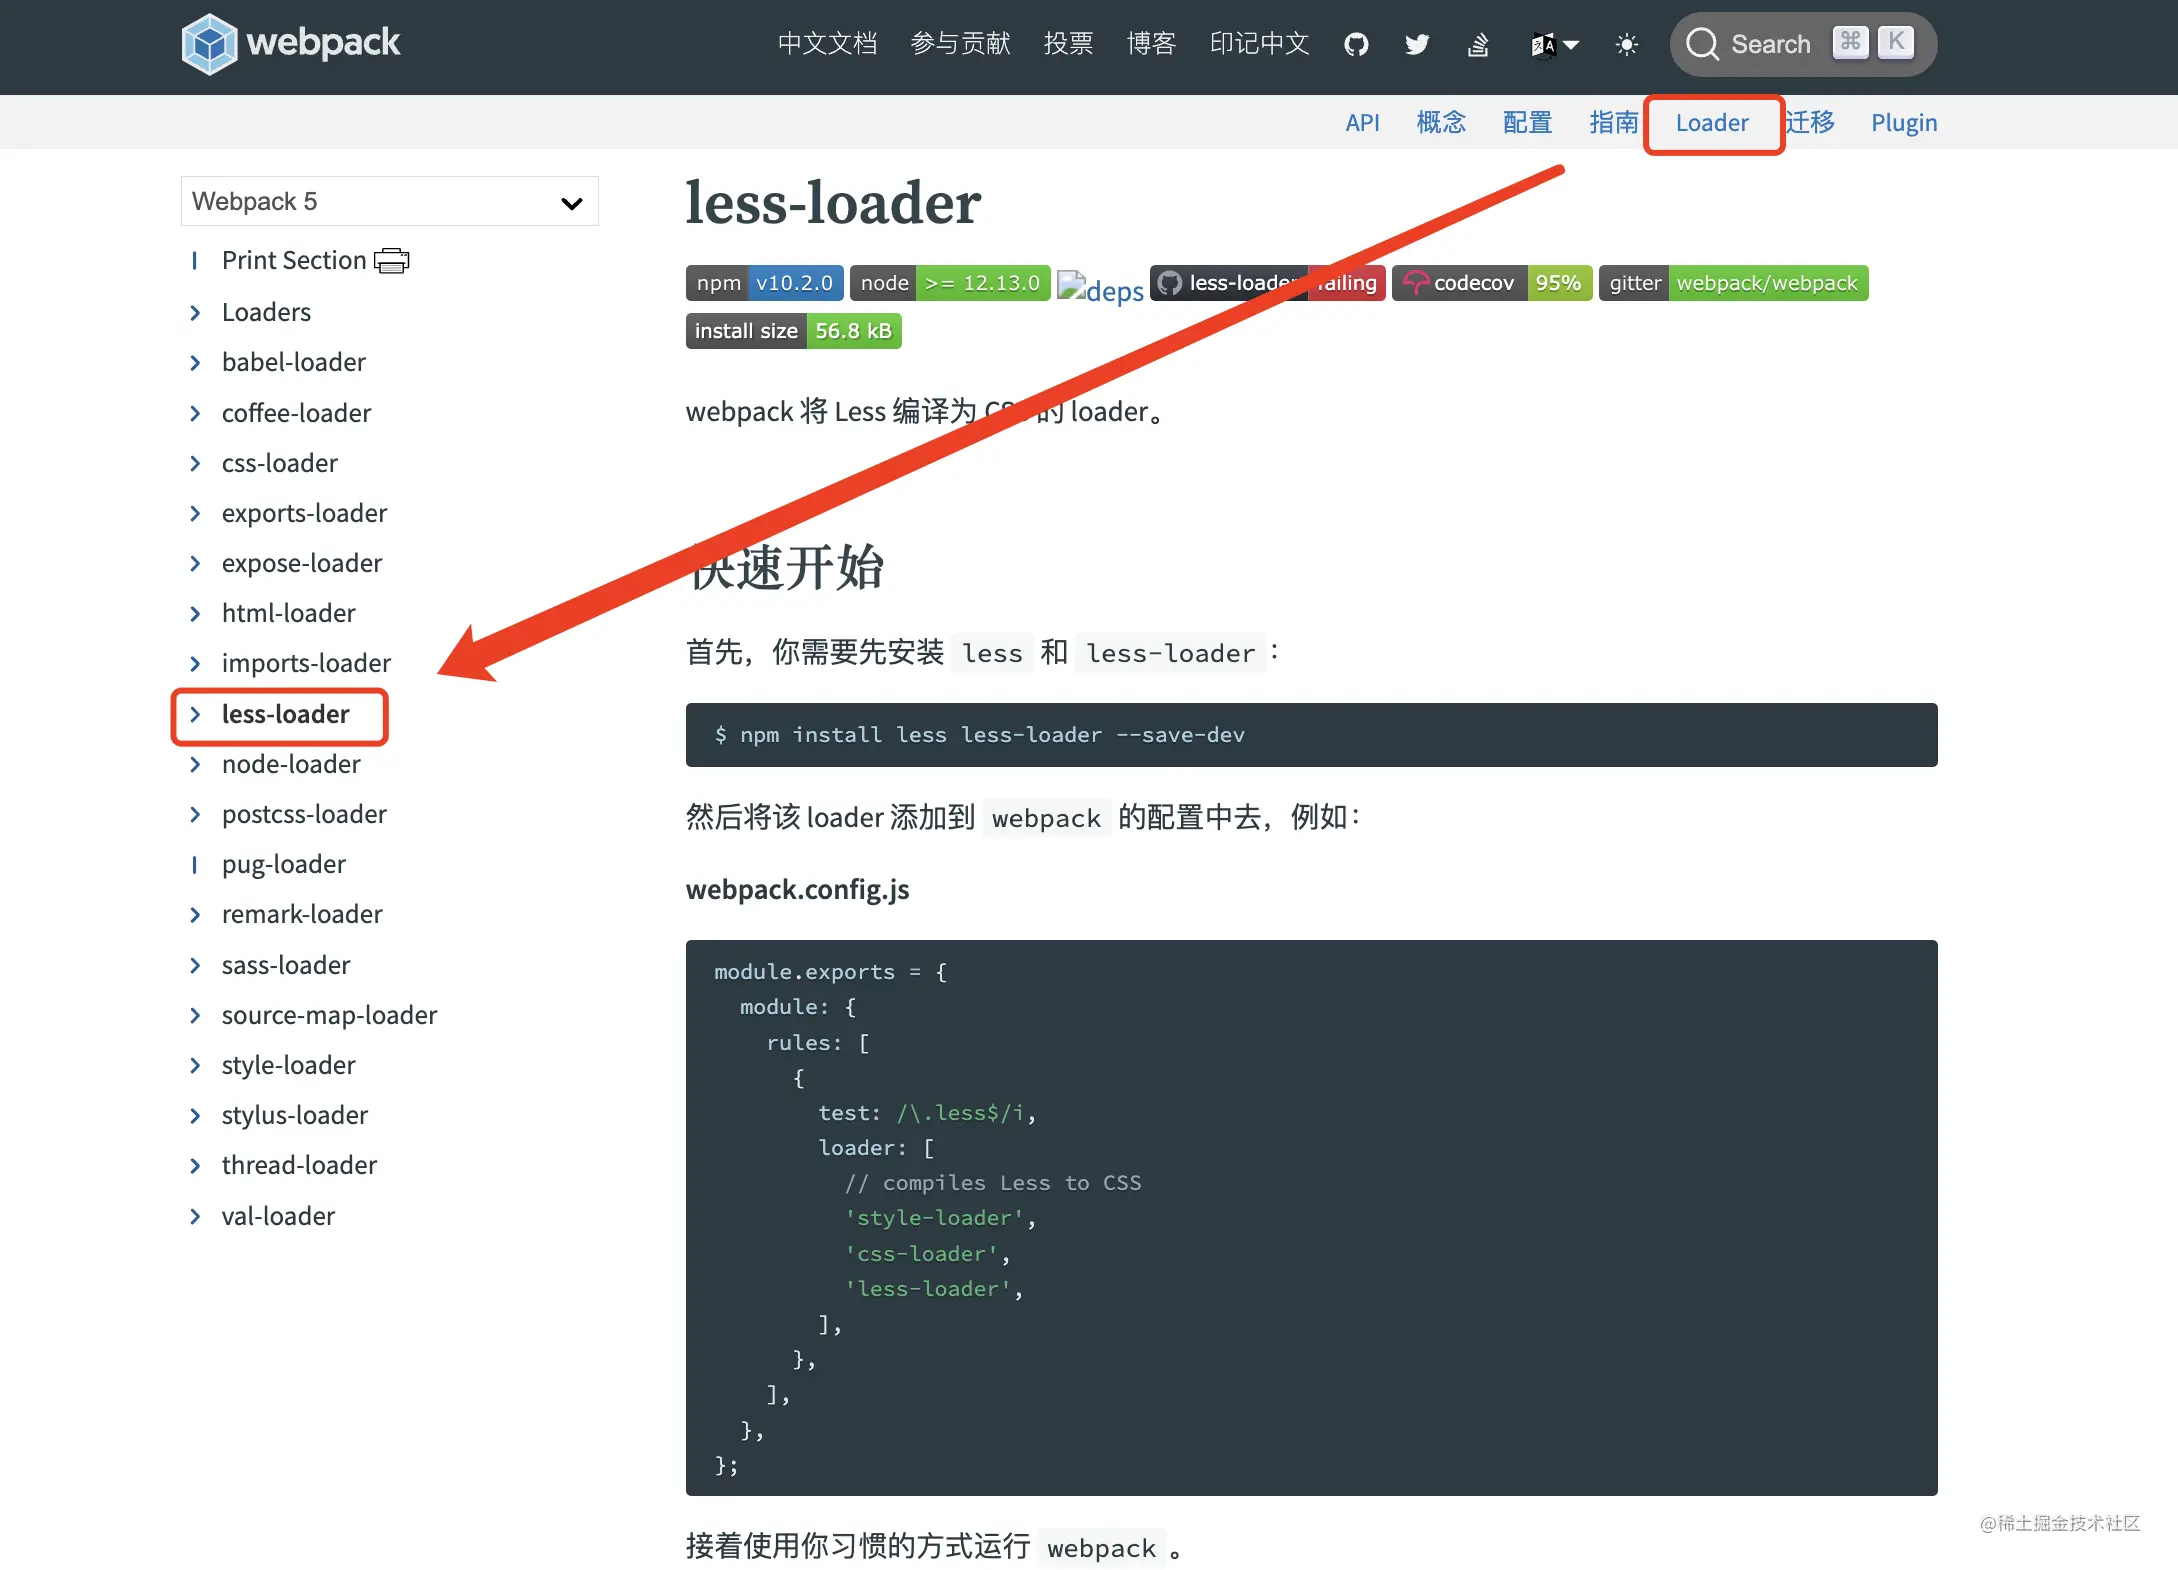 webpack
中文文档 参与贡献 投票 博客 印记中文 Search ⌘ K
API 概念 配置 指南 Loader 迁移 Plugin
Webpack 5
Print Section
Loaders
babel-loader
coffee-loader
css-loader
exports-loader
expose-loader
html-loader
imports-loader
less-loader
node-loader
postcss-loader
pug-loader
remark-loader
sass-loader
source-map-loader
style-loader
stylus-loader
thread-loader
val-loader
less-loader
npm v10.2.0 node >= 12.13.0 deps less-loader failing codecov 95% gitter webpack/webpack
install size 56.8 kB
webpack 将 Less 编译为 CSS 的 loader。
快速开始
首先，你需要先安装 less 和 less-loader：
$ npm install less less-loader --save-dev
然后将该 loader 添加到 webpack 的配置中去，例如：
webpack.config.js
module.exports = {
  module: {
    rules: [
      {
        test: /\.less$/i,
        loader: [
          // compiles Less to CSS
          'style-loader',
          'css-loader',
          'less-loader',
        ],
      },
    ],
  },
};
接着使用你习惯的方式运行 webpack 。
@稀土掘金技术社区